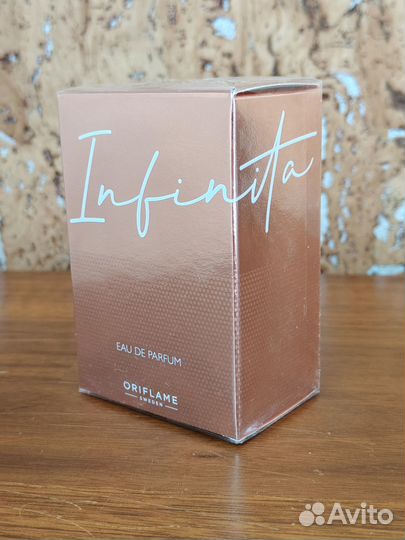 Infinita
EAU DE PARFUM
ORIFLAME
SWEDEN
Avito